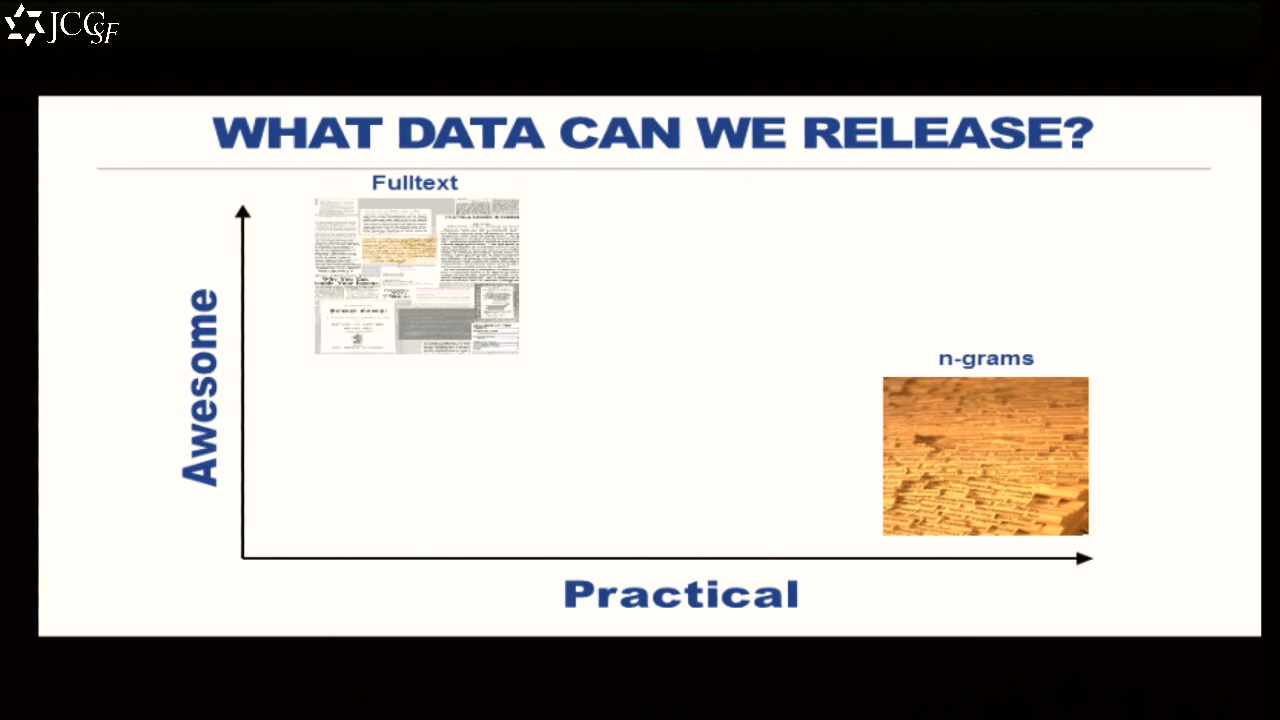 JCCSF
WHAT DATA CAN WE RELEASE?
Fulltext
Awesome
n-grams
Practical